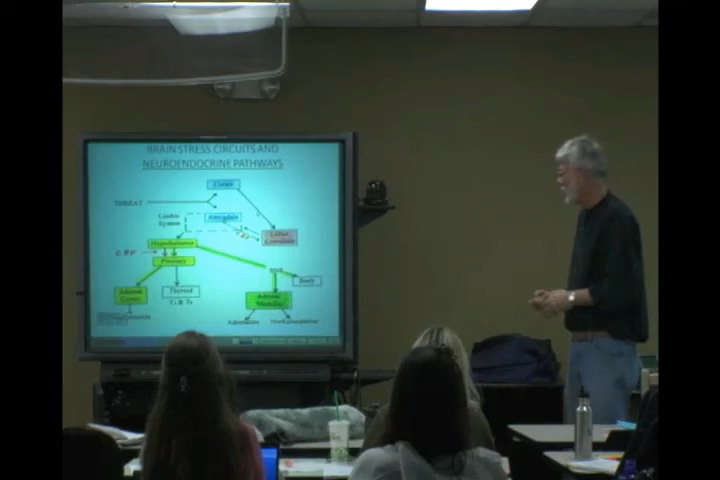 BRAIN STRESS CIRCUITS AND
NEUROENDOCRINE PATHWAYS
Cortex
THREAT
Limbic
System
Amygdala
Locus
Coeruleus
Hypothalamus
CRF
Pituitary
Body
Adrenal
Cortex
Thyroid
T3 & T4
Adrenal
Medulla
Adrenaline
Norepinephrine